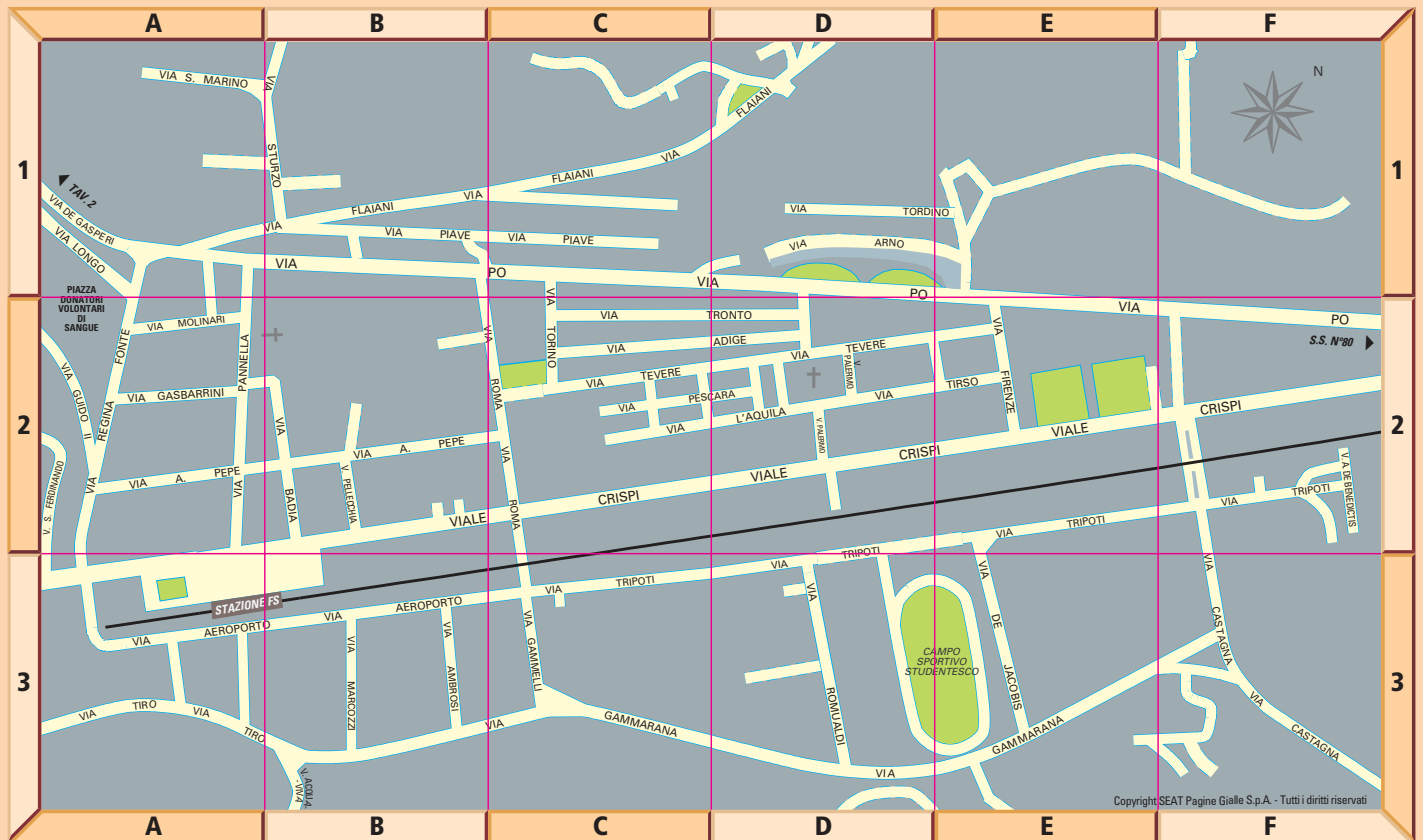 A B C D E F
1
1
N
VIA S. MARINO
VIA
STURZO
FLAIANI
VIA
FLAIANI
VIA
FLAIANI
VIA
TAV. 2
VIA DE GASPERI
VIA LONGO
VIA TORDINO
VIA ARNO
VIA PIAVE VIA PIAVE
VIA PO VIA PO VIA PO
PIAZZA
DONATORI
VOLONTARI
DI
SANGUE
S.S. N°80
2
2
VIA MOLINARI
FONTE
REGINA
VIA
PANNELLA
VIA
VIA GUIDO II
V. S. FERDINANDO
VIA GASBARRINI
VIA A. PEPE
VIA A. PEPE
VIA
BADIA
V. PELLECCHIA
VIA
ROMA
VIA
ROMA
VIA
TORINO
VIA TRONTO
VIA ADIGE
VIA TEVERE
VIA TEVERE
VIA PESCARA
VIA L'AQUILA
V. PALERMO
V. PALERMO
VIA TIRSO
VIA
FIRENZE
VIALE CRISPI
VIALE CRISPI
VIALE CRISPI
V. A. DE BENEDICTIS
VIA TRIPOTI
VIA TRIPOTI
VIA TRIPOTI
VIA TRIPOTI
STAZIONE FS
3
3
VIA AEROPORTO
VIA AEROPORTO
VIA
MARCOZZI
VIA
AMBROSI
VIA
GAMMELLI
VIA
ROMUALDI
CAMPO
SPORTIVO
STUDENTESCO
VIA
DE
JACOBIS
VIA
CASTAGNA
VIA
CASTAGNA
VIA TIRO
VIA TIRO
VIA GAMMARANA
VIA GAMMARANA
V. ACQUA-
VIVA
Copyright SEAT Pagine Gialle S.p.A. - Tutti i diritti riservati
A B C D E F